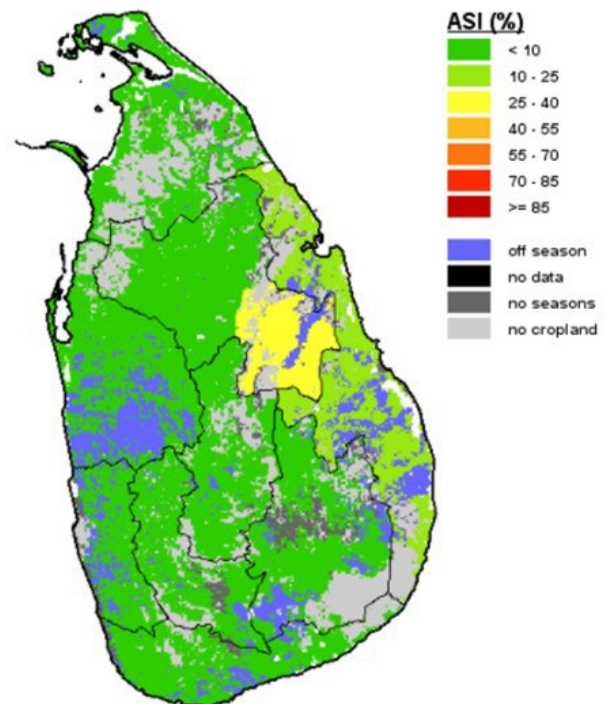 ASI (%)
< 10
10 - 25
25 - 40
40 - 55
55 - 70
70 - 85
>= 85
off season
no data
no seasons
no cropland